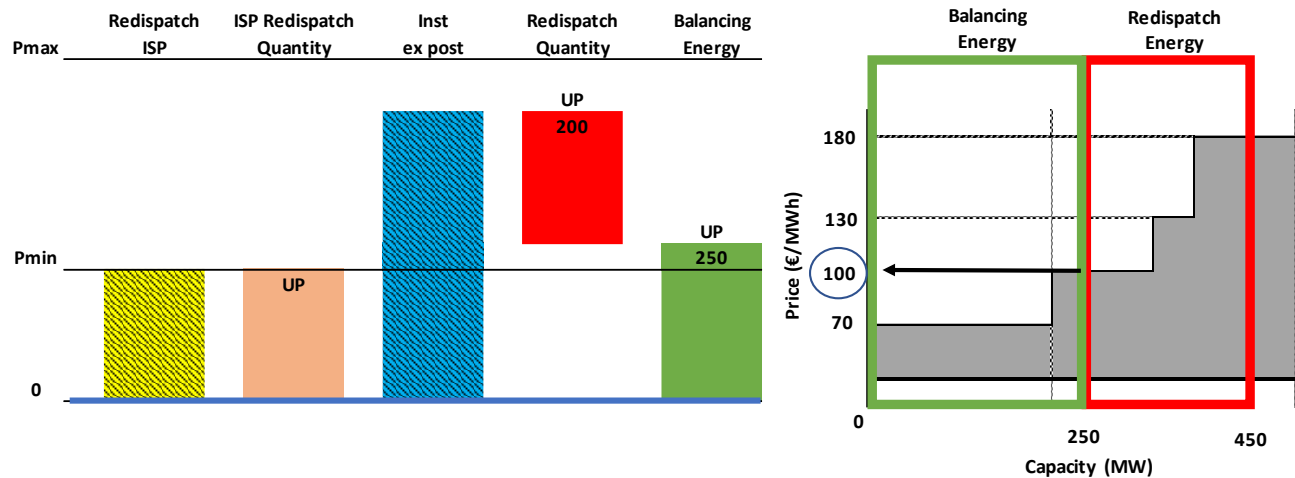 Redispatch
ISP
ISP Redispatch
Quantity
Inst
ex post
Redispatch
Quantity
Balancing
Energy
Pmax
UP
200
UP
250
Pmin
UP
0
Balancing
Energy
Redispatch
Energy
180
130
100
70
Price (€/MWh)
0
250
450
Capacity (MW)